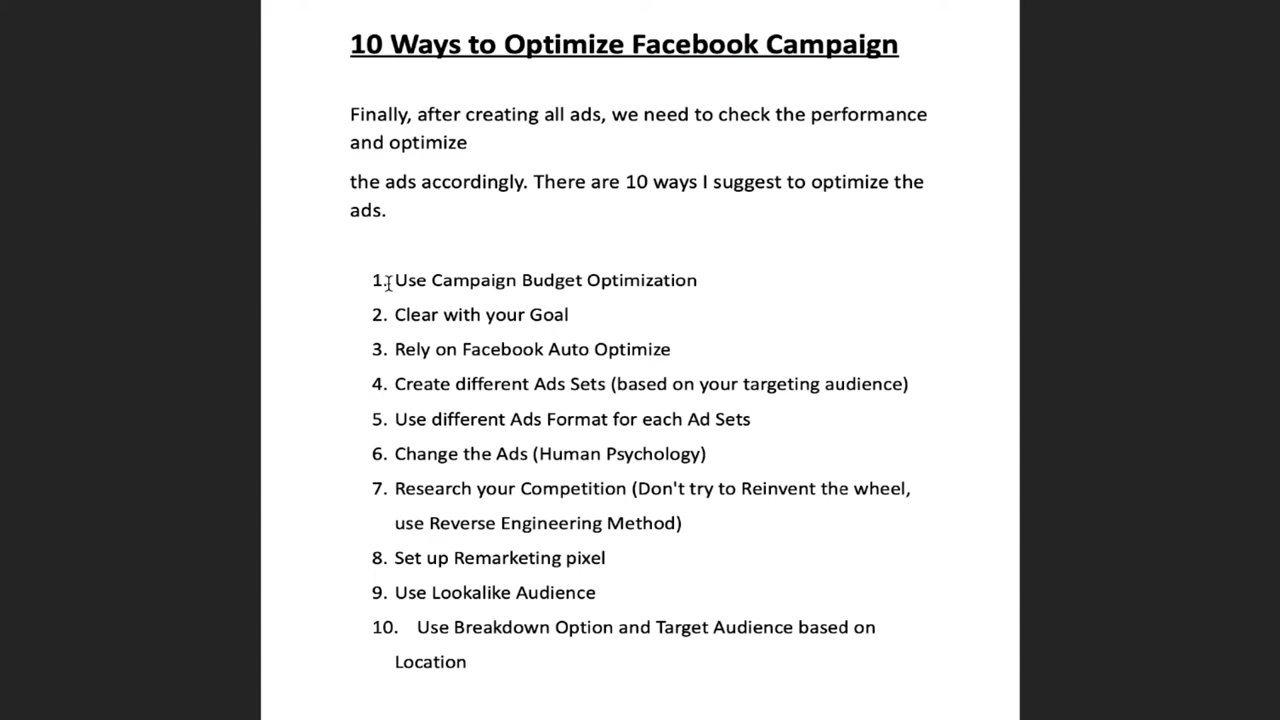 10 Ways to Optimize Facebook Campaign
Finally, after creating all ads, we need to check the performance
and optimize
the ads accordingly. There are 10 ways I suggest to optimize the
ads.
1. Use Campaign Budget Optimization
2. Clear with your Goal
3. Rely on Facebook Auto Optimize
4. Create different Ads Sets (based on your targeting audience)
5. Use different Ads Format for each Ad Sets
6. Change the Ads (Human Psychology)
7. Research your Competition (Don't try to Reinvent the wheel,
use Reverse Engineering Method)
8. Set up Remarketing pixel
9. Use Lookalike Audience
10. Use Breakdown Option and Target Audience based on
Location